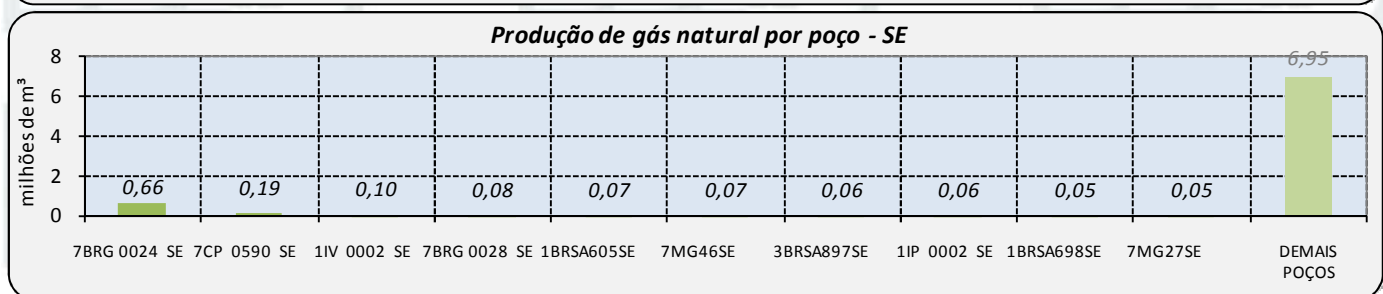 Produção de gás natural por poço - SE
milhões de m³
8
6
4
2
0
0,66 0,19 0,10 0,08 0,07 0,07 0,06 0,06 0,05 0,05 6,95
7BRG 0024 SE 7CP 0590 SE 1IV 0002 SE 7BRG 0028 SE 1BRSA605SE 7MG46SE 3BRSA897SE 1IP 0002 SE 1BRSA698SE 7MG27SE DEMAIS
POÇOS